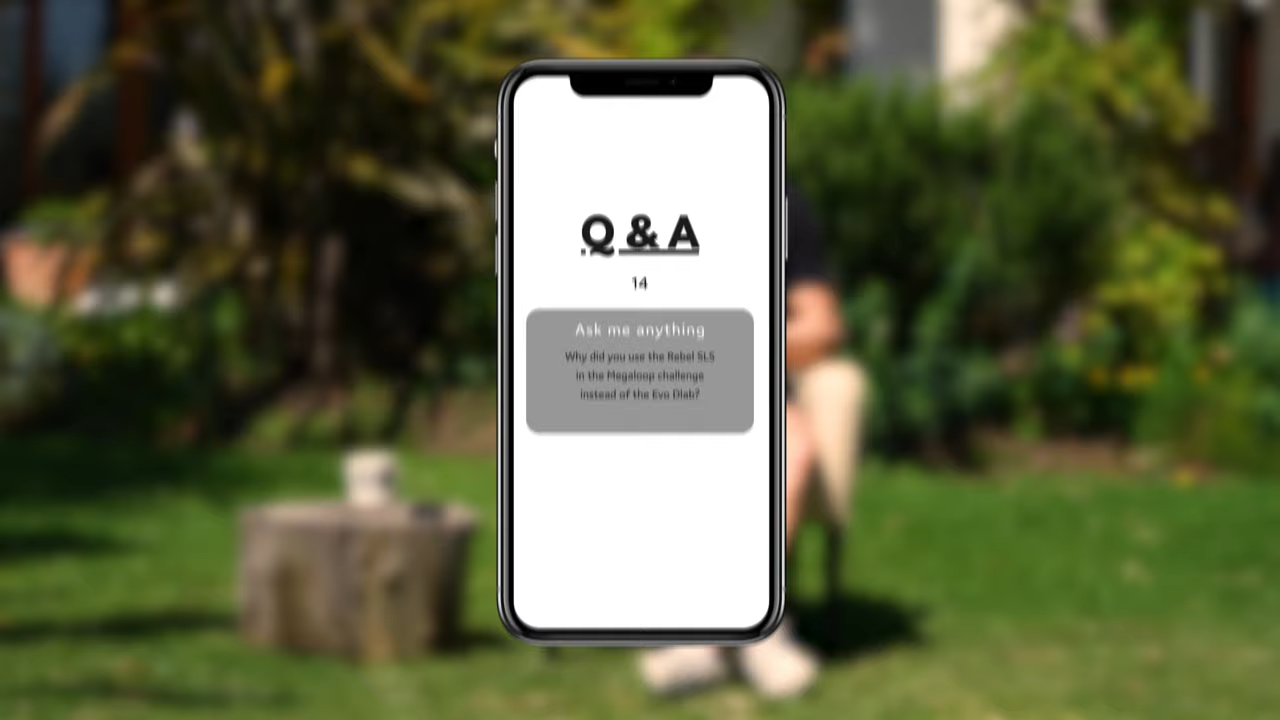 Q & A
14
Ask me anything
Why did you use the Rebel SLS
in the Megaloop challenge
instead of the Evo Dlab?